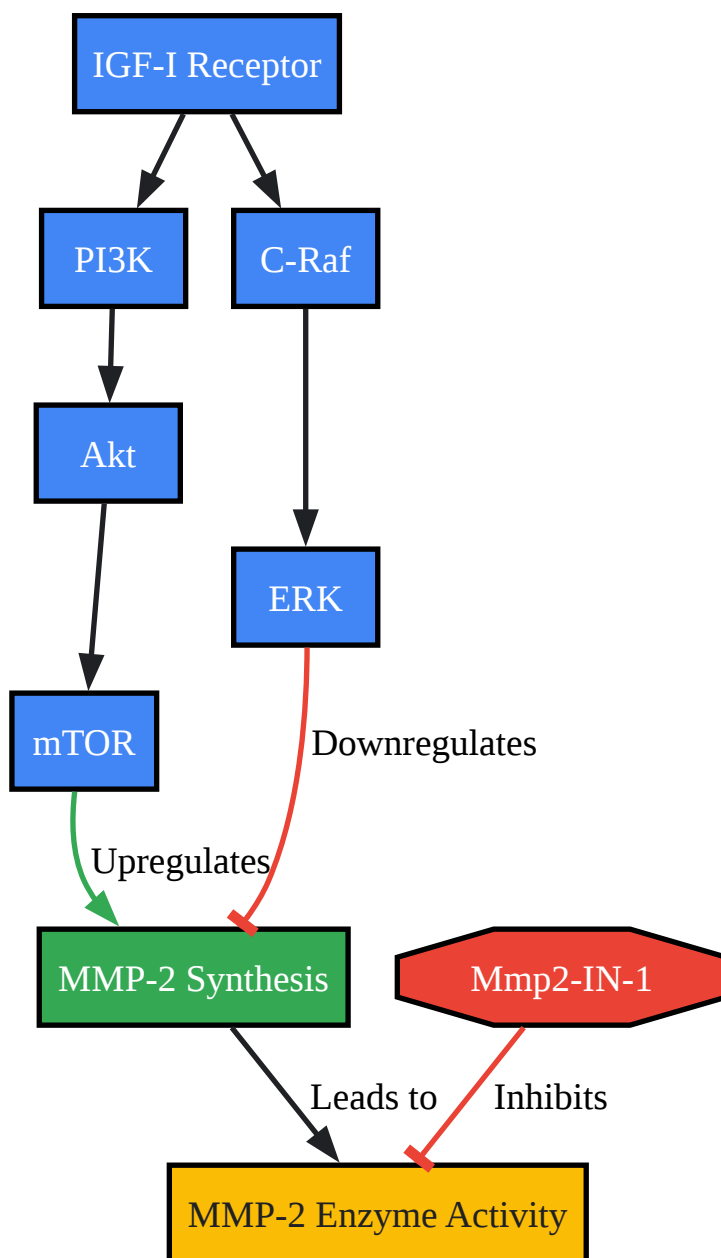 IGF-I Receptor
PI3K
C-Raf
Akt
ERK
mTOR
Downregulates
Upregulates
MMP-2 Synthesis
Mmp2-IN-1
Leads to
Inhibits
MMP-2 Enzyme Activity